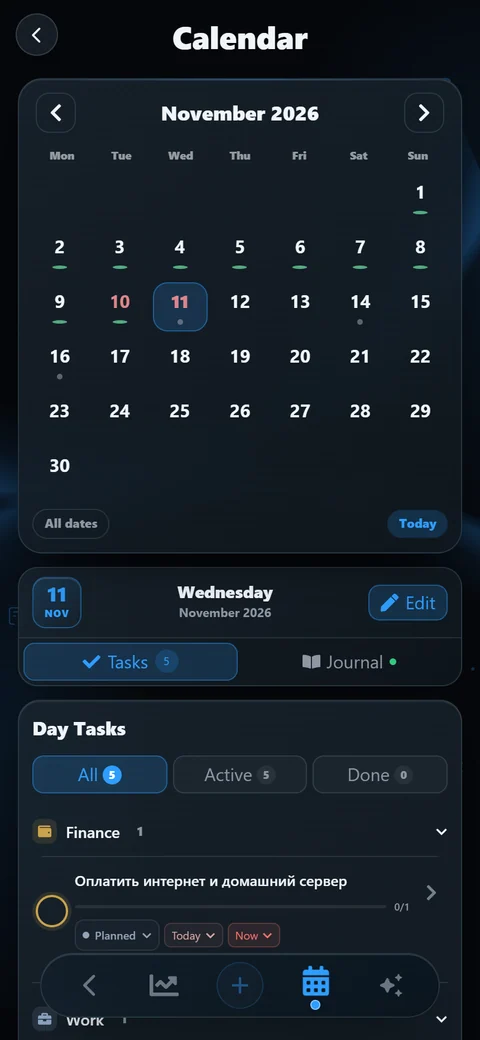 Calendar
November 2026
Mon Tue Wed Thu Fri Sat Sun
1
2 3 4 5 6 7 8
9 10 11 12 13 14 15
16 17 18 19 20 21 22
23 24 25 26 27 28 29
30
All dates Today
11
NOV
Wednesday
November 2026
Edit
Tasks 5 Journal
Day Tasks
All 5 Active 5 Done 0
Finance 1
Оплатить интернет и домашний сервер
0/1
Planned Today Now
Work